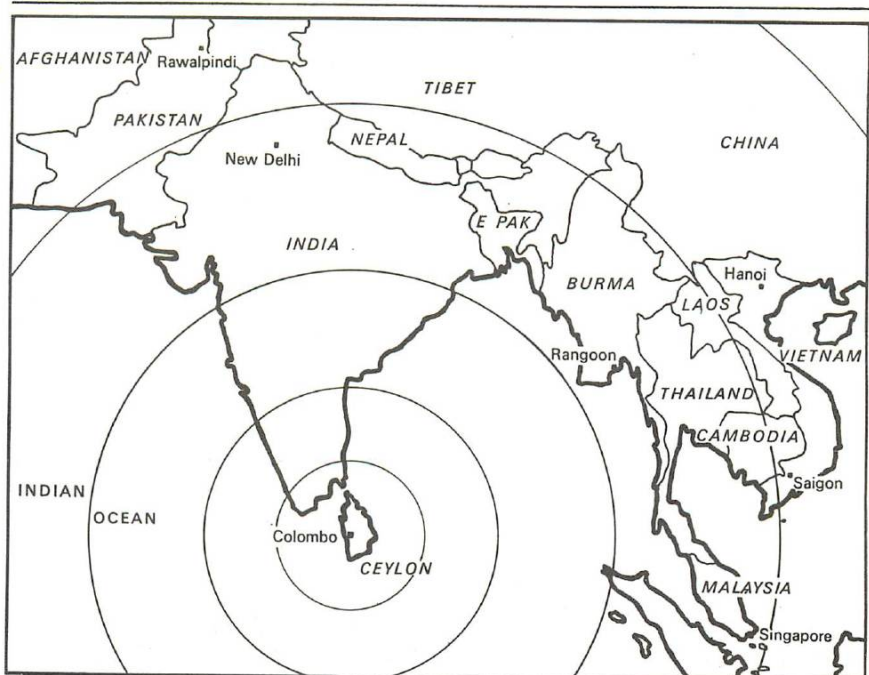 AFGHANISTAN
Rawalpindi
TIBET
PAKISTAN
NEPAL
CHINA
New Delhi
E PAK
INDIA
BURMA
Hanoi
LAOS
Rangoon
VIETNAM
THAILAND
CAMBODIA
INDIAN
OCEAN
Saigon
Colombo
CEYLON
MALAYSIA
Singapore